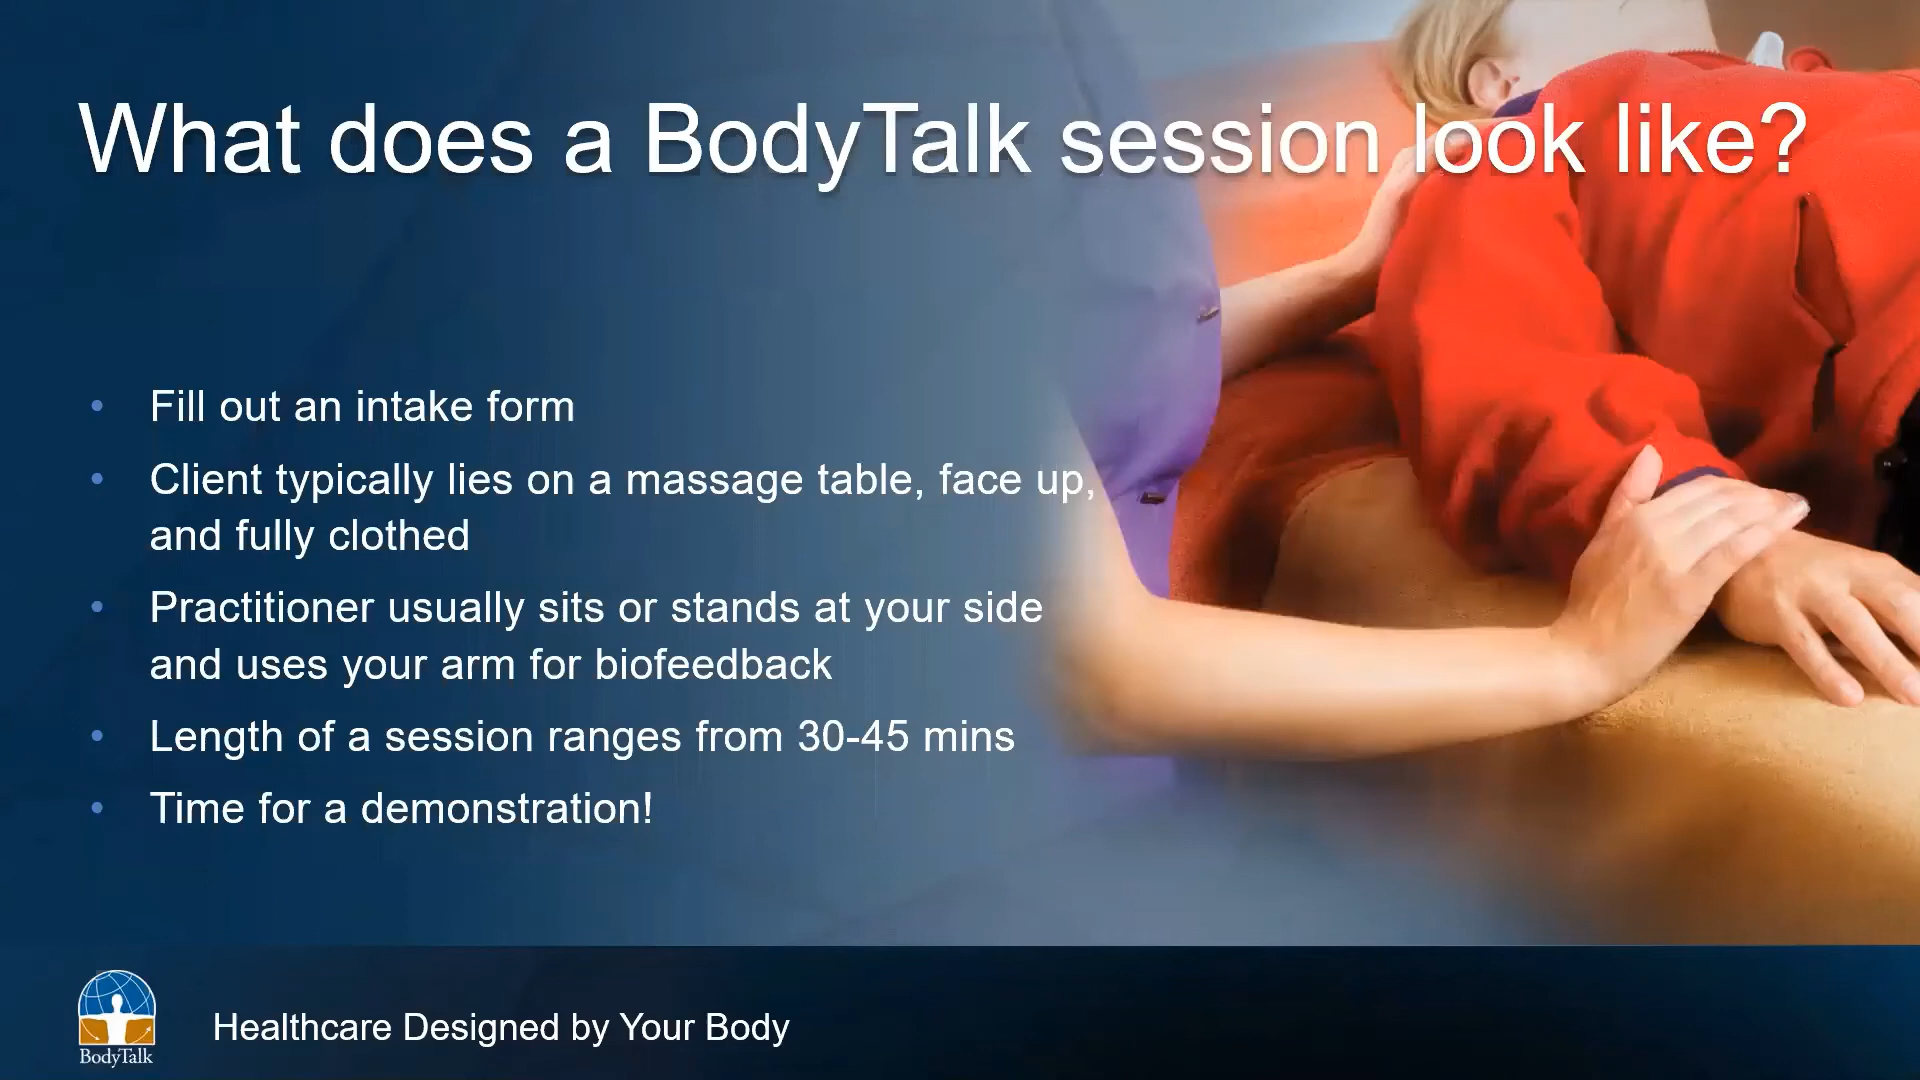 What does a BodyTalk session look like?
• Fill out an intake form
• Client typically lies on a massage table, face up,
and fully clothed
• Practitioner usually sits or stands at your side
and uses your arm for biofeedback
• Length of a session ranges from 30-45 mins
• Time for a demonstration!
BodyTalk
Healthcare Designed by Your Body